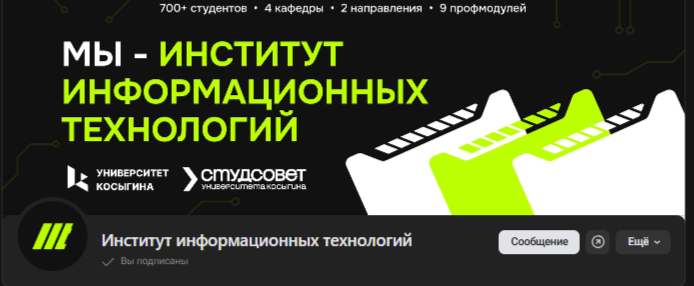 700+ студентов • 4 кафедры • 2 направления • 9 профмодулей
МЫ - ИНСТИТУТ
ИНФОРМАЦИОННЫХ
ТЕХНОЛОГИЙ
УНИВЕРСИТЕТ
КОСЫГИНА
СТУДСОВЕТ
УНИВЕРСИТЕТА КОСЫГИНА
Институт информационных технологий
Вы подписаны
Сообщение
Ещё